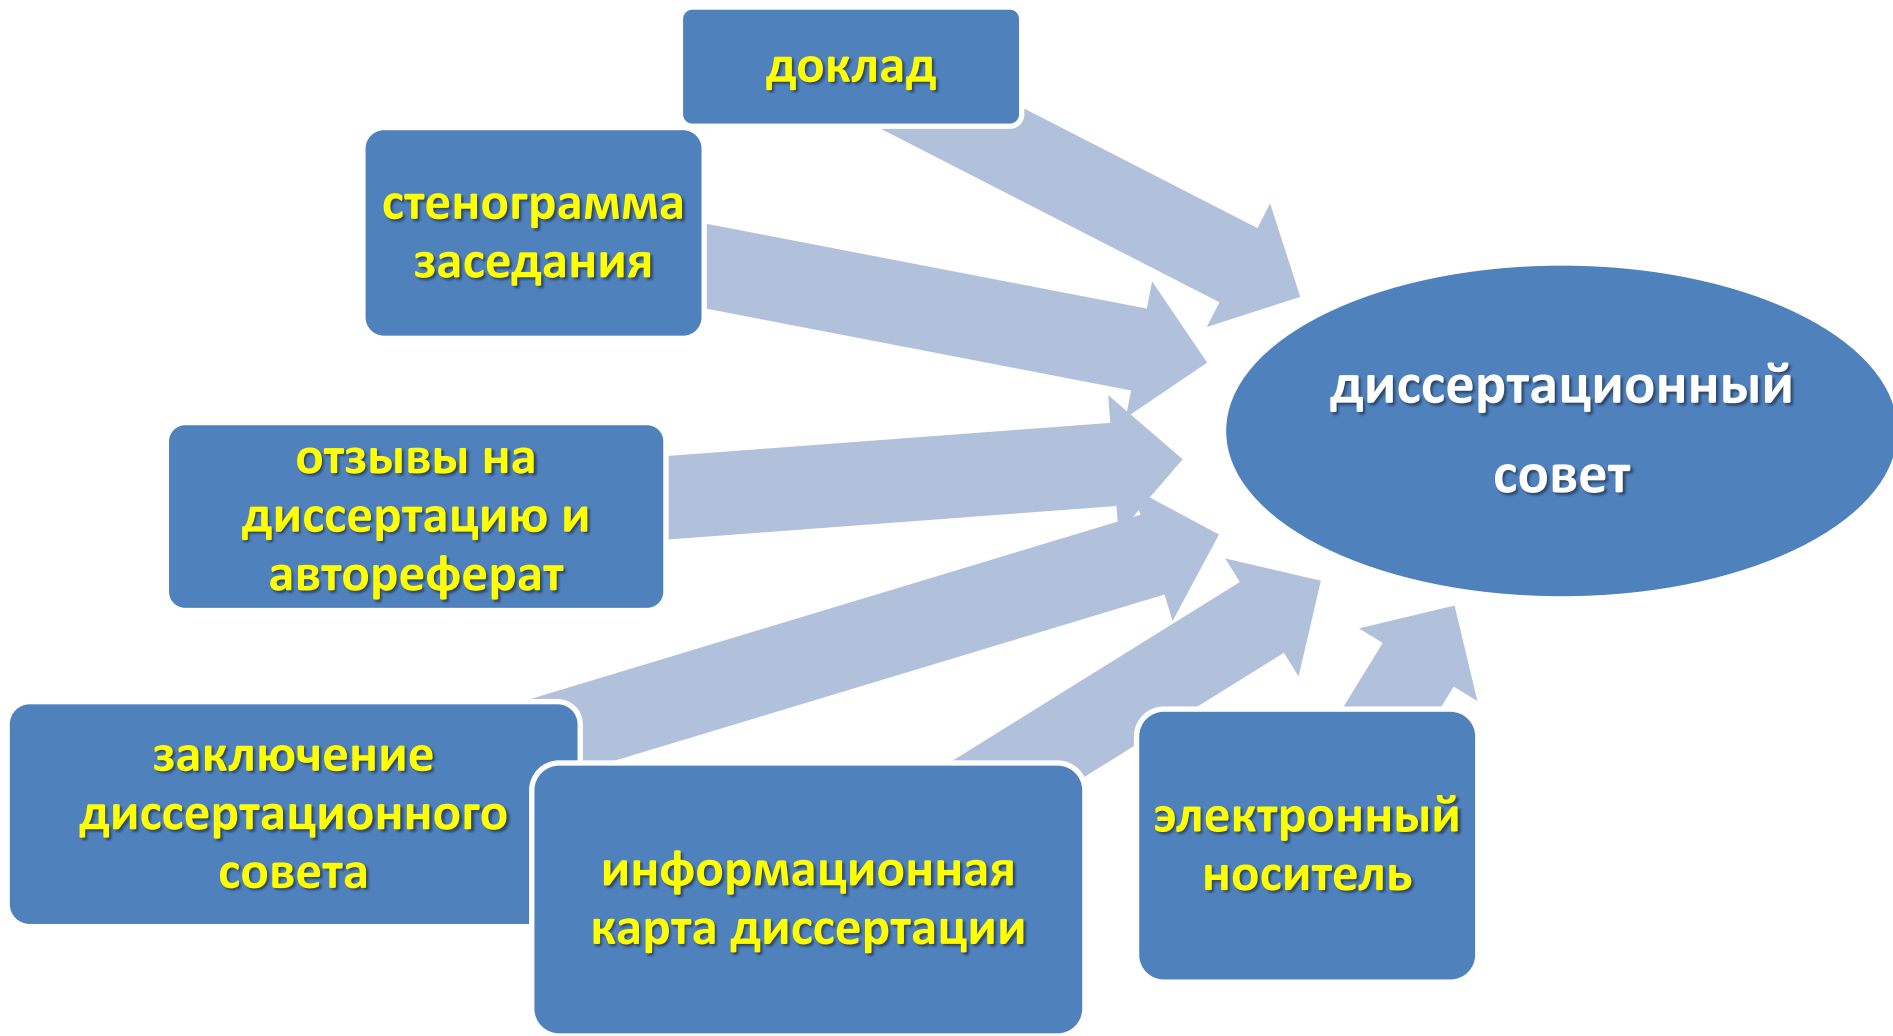 доклад
стенограмма
заседания
диссертационный
совет
отзывы на
диссертацию и
автореферат
заключение
диссертационного
совета
информационная
карта диссертации
электронный
носитель